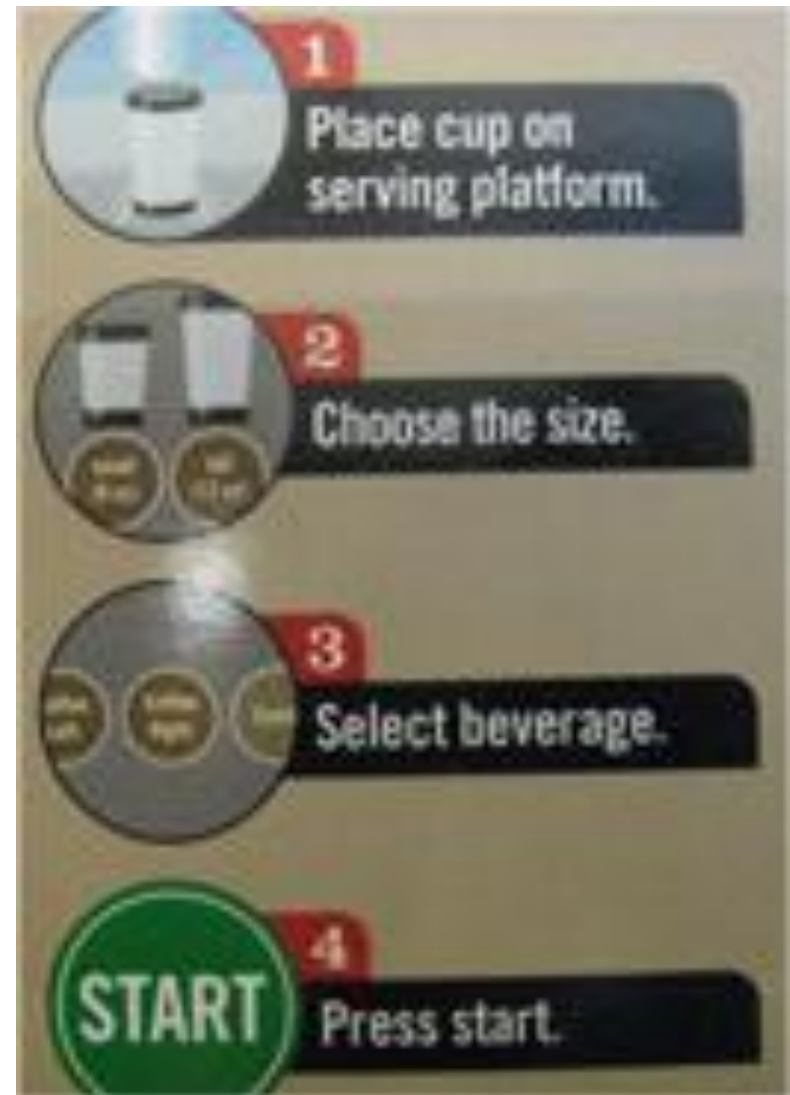 1
Place cup on
serving platform.
2
Choose the size.
3
Select beverage.
START
4
Press start.